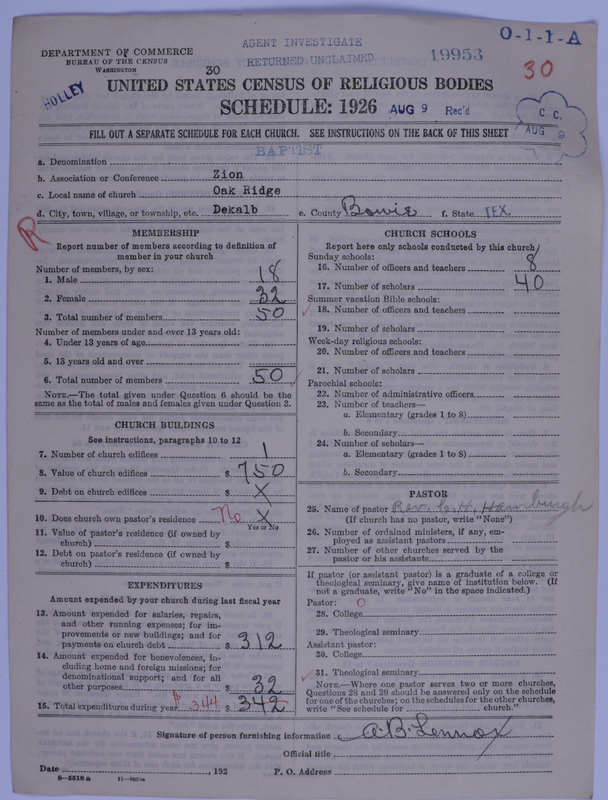 AGENT INVESTIGATE
O-1-1-A
DEPARTMENT OF COMMERCE
BUREAU OF THE CENSUS
WASHINGTON
RETURNED UNCLAIMED
19953
30
30
HOLLEY
UNITED STATES CENSUS OF RELIGIOUS BODIES
SCHEDULE: 1926 AUG 9 Rec'd
C. C.
AUG 9
FILL OUT A SEPARATE SCHEDULE FOR EACH CHURCH. SEE INSTRUCTIONS ON THE BACK OF THIS SHEET
BAPTIST
a. Denomination
b. Association or Conference Zion
c. Local name of church Oak Ridge
d. City, town, village, or township, etc. Dekalb e. County Bowie f. State TEX.
R
MEMBERSHIP
Report number of members according to definition of
member in your church
Number of members, by sex:
1. Male 18
2. Female 32
3. Total number of members 50
Number of members under and over 13 years old:
4. Under 13 years of age
5. 13 years old and over
6. Total number of members 50
NOTE.—The total given under Question 6 should be the
same as the total of males and females given under Question 3.
CHURCH BUILDINGS
See instructions, paragraphs 10 to 12
7. Number of church edifices 1
8. Value of church edifices $ 750
9. Debt on church edifices $ X
10. Does church own pastor's residence No X
Yes or No
11. Value of pastor's residence (if owned by
church) $
12. Debt on pastor's residence (if owned by
church) $
EXPENDITURES
Amount expended by your church during last fiscal year
13. Amount expended for salaries, repairs,
and other running expenses; for im-
provements or new buildings; and for
payments on church debt $ 312
14. Amount expended for benevolences, in-
cluding home and foreign missions; for
denominational support; and for all
other purposes $ 32
15. Total expenditures during year $ 344 $ 342
CHURCH SCHOOLS
Report here only schools conducted by this church
Sunday schools:
16. Number of officers and teachers 8
17. Number of scholars 40
Summer vacation Bible schools:
18. Number of officers and teachers
19. Number of scholars
Week-day religious schools:
20. Number of officers and teachers
21. Number of scholars
Parochial schools:
22. Number of administrative officers
23. Number of teachers—
a. Elementary (grades 1 to 8)
b. Secondary
24. Number of scholars—
a. Elementary (grades 1 to 8)
b. Secondary
PASTOR
25. Name of pastor Rev.
(If church has no pastor, write "None")
26. Number of ordained ministers, if any, em-
ployed as assistant pastors
27. Number of other churches served by the
pastor or his assistants
If pastor (or assistant pastor) is a graduate of a college or
theological seminary, give name of institution below. (If
not a graduate, write "No" in the space indicated.)
Pastor: O
28. College
29. Theological seminary
Assistant pastor:
30. College
31. Theological seminary
NOTE.—Where one pastor serves two or more churches,
Questions 28 and 29 should be answered only on the schedule
for one of the churches; on the schedules for the other churches,
write "See schedule for church."
Signature of person furnishing information A. B. Lennox
Official title
Date , 192 P. O. Address
8—5518 a